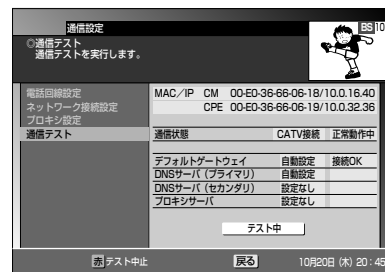 通信設定
BS 10
◎通信テスト
通信テストを実行します。
電話回線設定
ネットワーク接続設定
プロキシ設定
通信テスト
MAC／IP CM 00-E0-36-66-06-18/10.0.16.40
CPE 00-E0-36-66-06-19/10.0.32.36
通信状態 CATV接続 正常動作中
デフォルトゲートウェイ 自動設定 接続OK
DNSサーバ（プライマリ） 自動設定
DNSサーバ（セカンダリ） 設定なし
プロキシサーバ 設定なし
テスト中
赤 テスト中止 戻る 10月20日 (木) 20：45